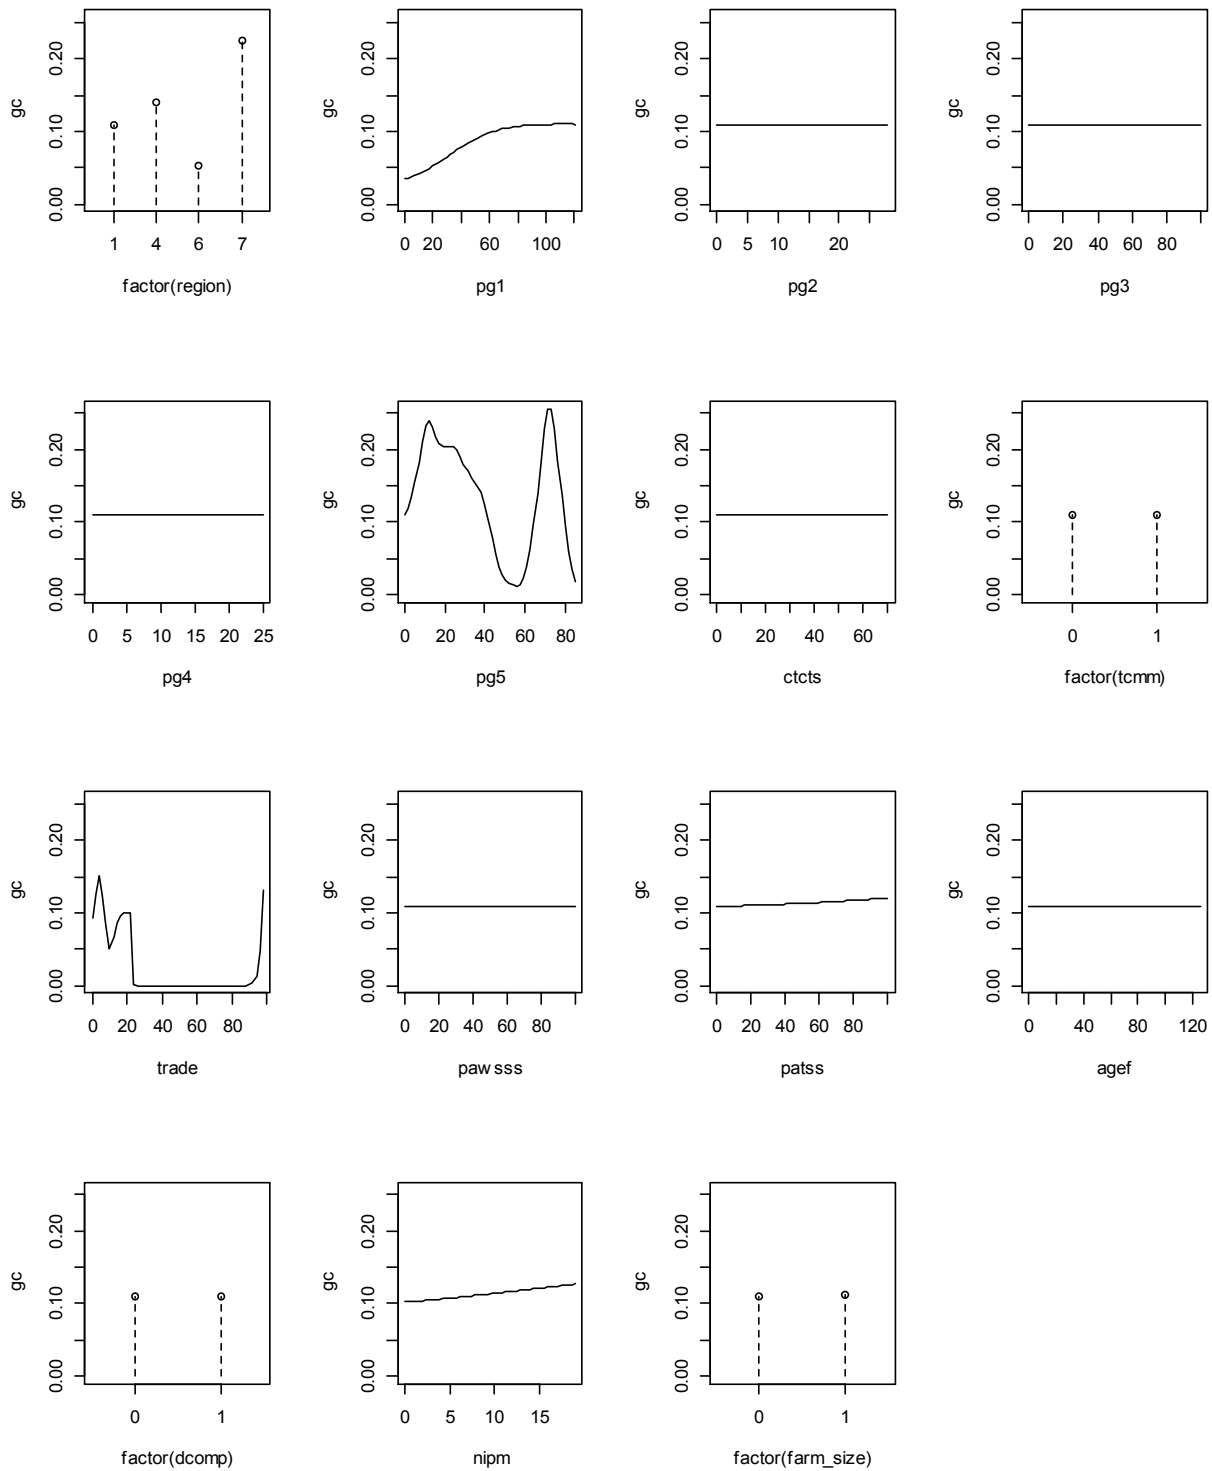 gc
0.00 0.10 0.20
1 4 6 7
factor(region)
gc
0.00 0.10 0.20
0 20 60 100
pg1
gc
0.00 0.10 0.20
0 5 10 20
pg2
gc
0.00 0.10 0.20
0 20 40 60 80
pg3
gc
0.00 0.10 0.20
0 5 10 15 20 25
pg4
gc
0.00 0.10 0.20
0 20 40 60 80
pg5
gc
0.00 0.10 0.20
0 20 40 60
ctcts
gc
0.00 0.10 0.20
0 1
factor(tcmm)
gc
0.00 0.10 0.20
0 20 40 60 80
trade
gc
0.00 0.10 0.20
0 20 40 60 80
paw sss
gc
0.00 0.10 0.20
0 20 40 60 80
patss
gc
0.00 0.10 0.20
0 40 80 120
agef
gc
0.00 0.10 0.20
0 1
factor(dcomp)
gc
0.00 0.10 0.20
0 5 10 15
nipm
gc
0.00 0.10 0.20
0 1
factor(farm_size)